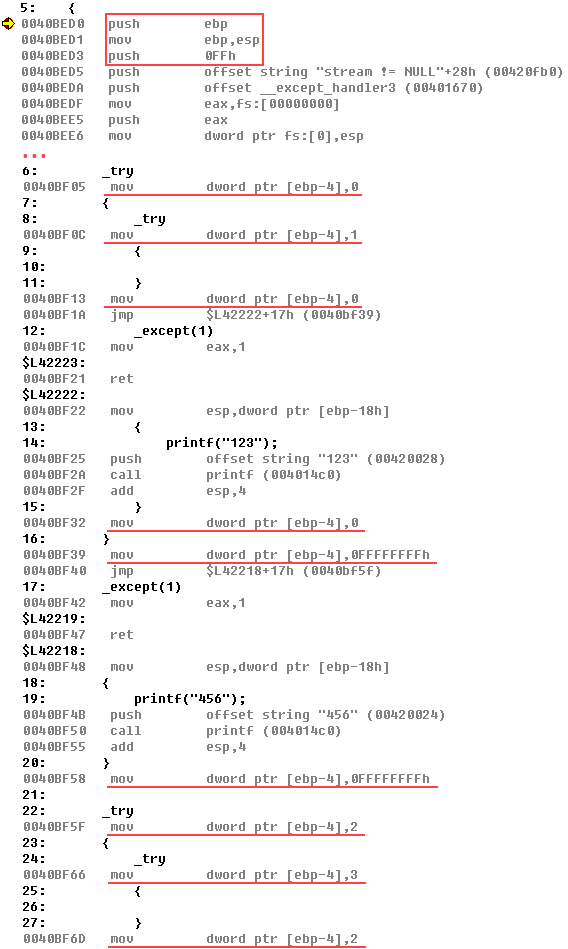 5:    {
0040BED0   push        ebp
0040BED1   mov         ebp,esp
0040BED3   push        0FFh
0040BED5   push        offset string "stream != NULL"+28h (00420fb0)
0040BEDA   push        offset __except_handler3 (00401670)
0040BEDF   mov         eax,fs:[00000000]
0040BEE5   push        eax
0040BEE6   mov         dword ptr fs:[0],esp
...
6:        _try
0040BF05   mov         dword ptr [ebp-4],0
7:        {
8:            _try
0040BF0C   mov         dword ptr [ebp-4],1
9:            {
10:
11:           }
0040BF13   mov         dword ptr [ebp-4],0
0040BF1A   jmp         $L42222+17h (0040bf39)
12:           _except(1)
0040BF1C   mov         eax,1
$L42223:
0040BF21   ret
$L42222:
0040BF22   mov         esp,dword ptr [ebp-18h]
13:           {
14:               printf("123");
0040BF25   push        offset string "123" (00420028)
0040BF2A   call        printf (004014c0)
0040BF2F   add         esp,4
15:           }
0040BF32   mov         dword ptr [ebp-4],0
16:       }
0040BF39   mov         dword ptr [ebp-4],0FFFFFFFFh
0040BF40   jmp         $L42218+17h (0040bf5f)
17:       _except(1)
0040BF42   mov         eax,1
$L42219:
0040BF47   ret
$L42218:
0040BF48   mov         esp,dword ptr [ebp-18h]
18:       {
19:           printf("456");
0040BF4B   push        offset string "456" (00420024)
0040BF50   call        printf (004014c0)
0040BF55   add         esp,4
20:       }
0040BF58   mov         dword ptr [ebp-4],0FFFFFFFFh
21:
22:       _try
0040BF5F   mov         dword ptr [ebp-4],2
23:       {
24:           _try
0040BF66   mov         dword ptr [ebp-4],3
25:           {
26:
27:           }
0040BF6D   mov         dword ptr [ebp-4],2